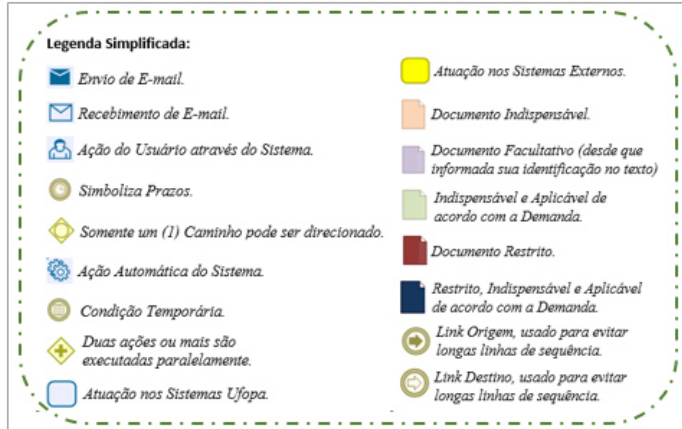 Legenda Simplificada:
Envio de E-mail.
Recebimento de E-mail.
Ação do Usuário através do Sistema.
Simboliza Prazos.
Somente um (1) Caminho pode ser direcionado.
Ação Automática do Sistema.
Condição Temporária.
Duas ações ou mais são
executadas paralelamente.
Atuação nos Sistemas Ufopa.
Atuação nos Sistemas Externos.
Documento Indispensável.
Documento Facultativo (desde que
informada sua identificação no texto)
Indispensável e Aplicável de
acordo com a Demanda.
Documento Restrito.
Restrito, Indispensável e Aplicável
de acordo com a Demanda.
Link Origem, usado para evitar
longas linhas de sequência.
Link Destino, usado para evitar
longas linhas de sequência.